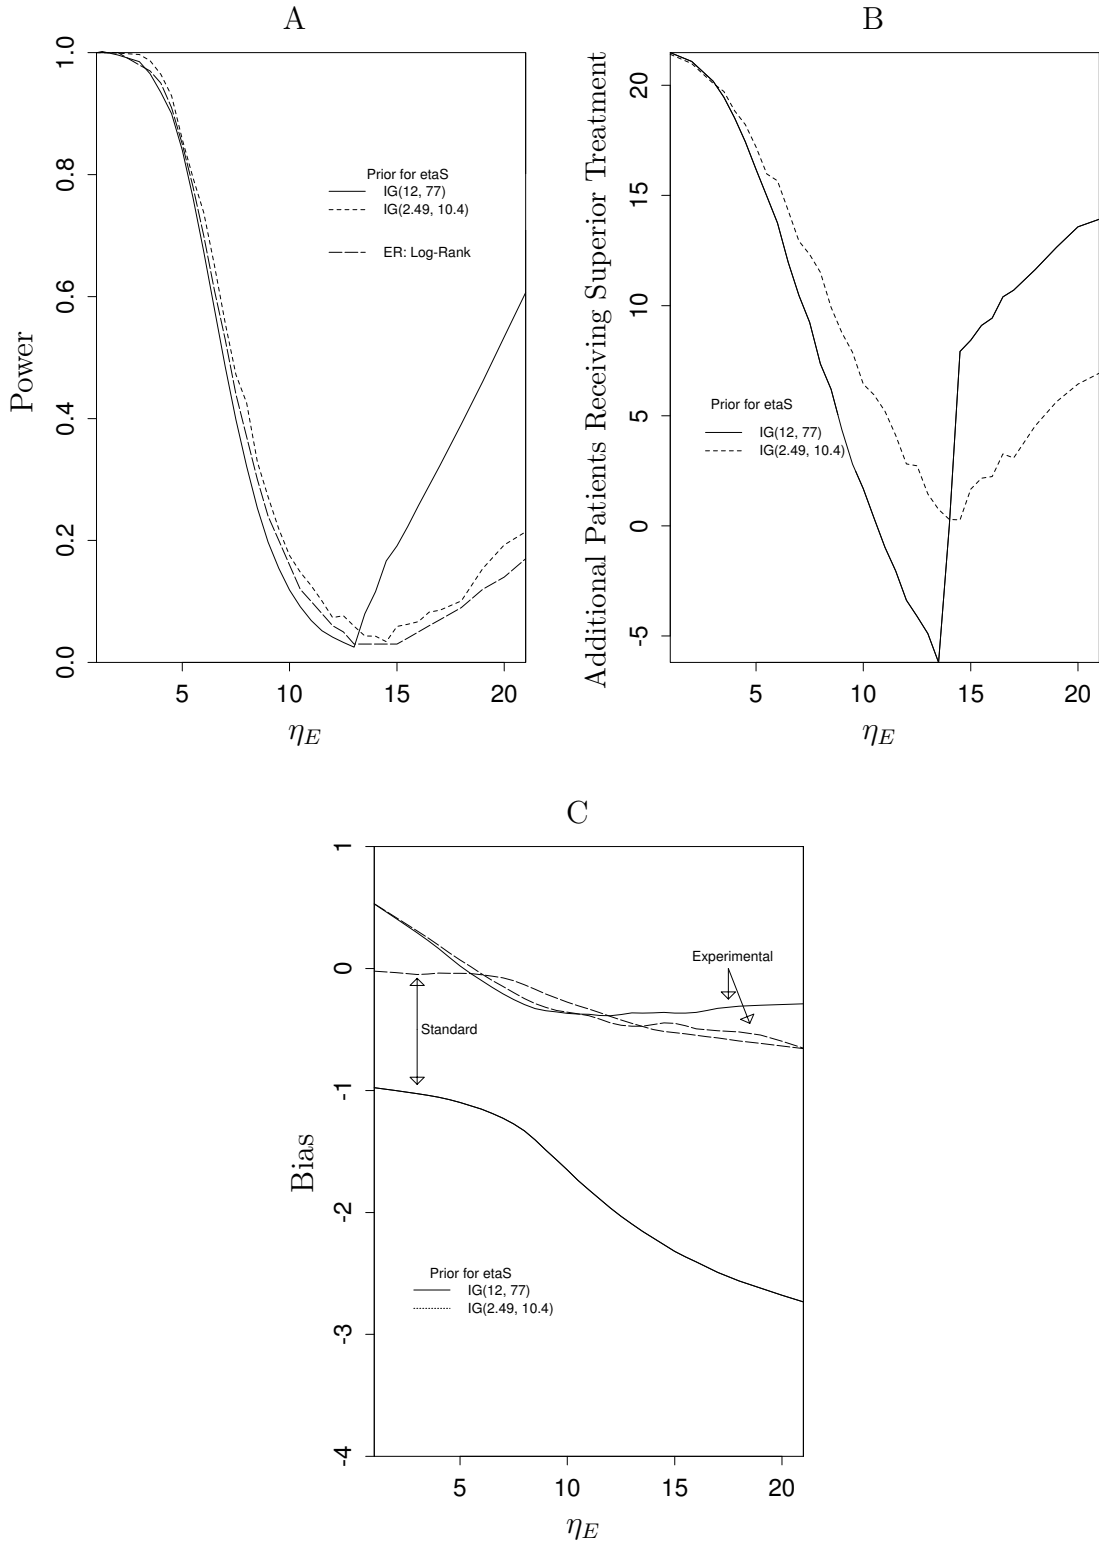 A
Power
0.0
0.2
0.4
0.6
0.8
1.0
Prior for etaS
IG(12, 77)
IG(2.49, 10.4)
ER: Log-Rank
5
10
15
20
η_E
B
Additional Patients Receiving Superior Treatment
-5
0
5
10
15
20
Prior for etaS
IG(12, 77)
IG(2.49, 10.4)
5
10
15
20
η_E
C
Bias
-4
-3
-2
-1
0
1
Experimental
Standard
Prior for etaS
IG(12, 77)
IG(2.49, 10.4)
5
10
15
20
η_E